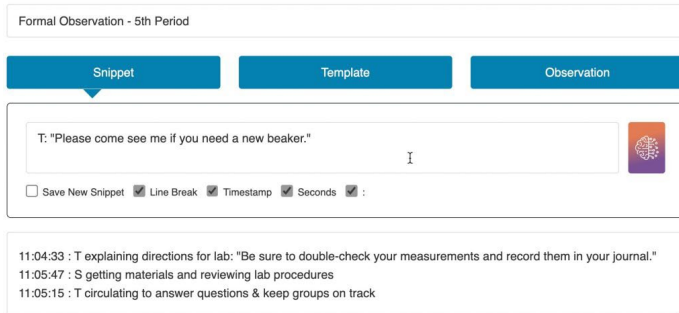 Formal Observation - 5th Period
Snippet Template Observation
T: "Please come see me if you need a new beaker."
Save New Snippet Line Break Timestamp Seconds :
11:04:33 : T explaining directions for lab: "Be sure to double-check your measurements and record them in your journal."
11:05:47 : S getting materials and reviewing lab procedures
11:05:15 : T circulating to answer questions & keep groups on track